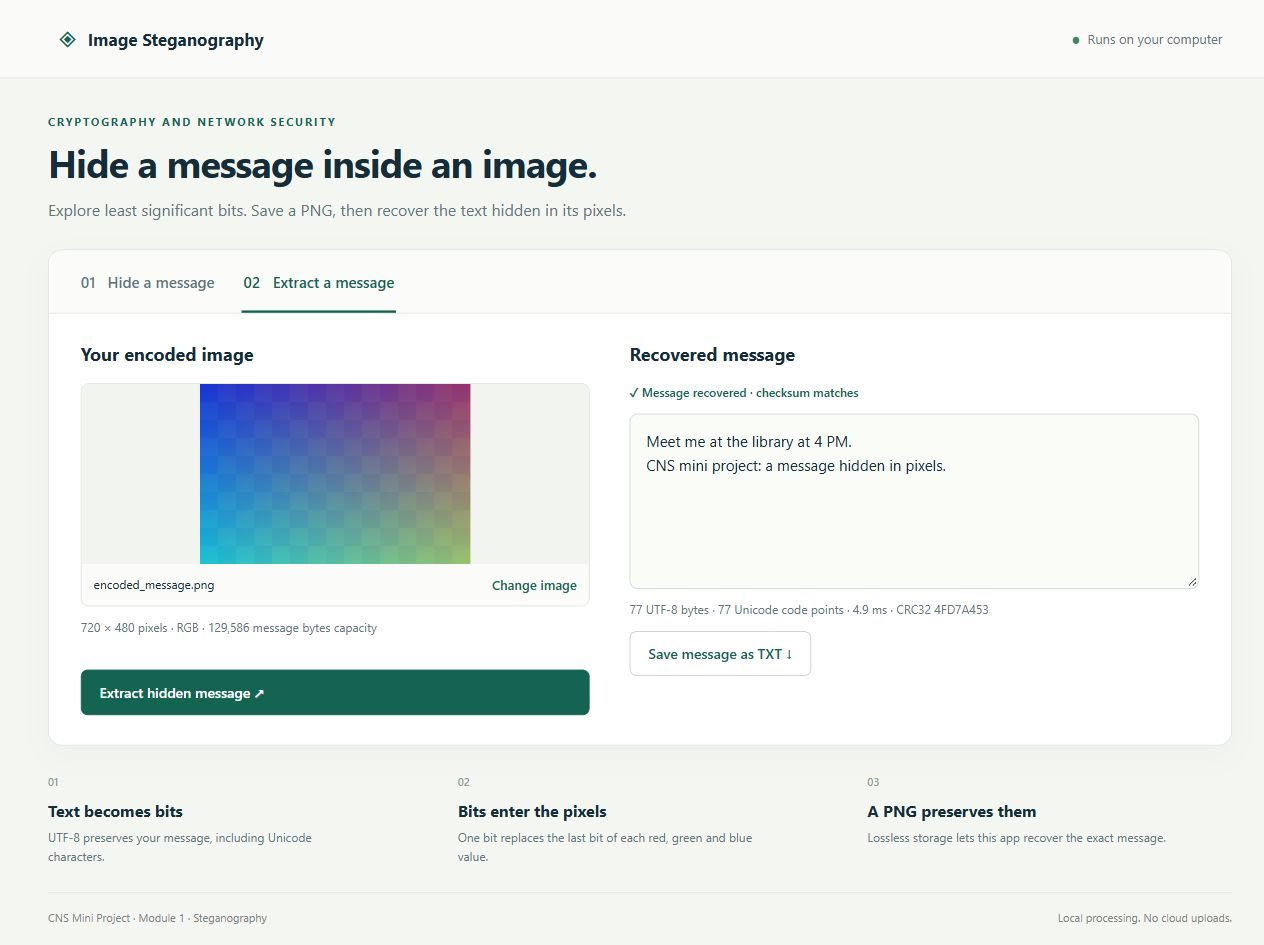 Image Steganography
Runs on your computer
CRYPTOGRAPHY AND NETWORK SECURITY
Hide a message inside an image.
Explore least significant bits. Save a PNG, then recover the text hidden in its pixels.
01 Hide a message
02 Extract a message
Your encoded image
encoded_message.png
Change image
720 × 480 pixels · RGB · 129,586 message bytes capacity
Extract hidden message ↗
Recovered message
✓ Message recovered · checksum matches
Meet me at the library at 4 PM.
CNS mini project: a message hidden in pixels.
77 UTF-8 bytes · 77 Unicode code points · 4.9 ms · CRC32 4FD7A453
Save message as TXT ↓
01
Text becomes bits
UTF-8 preserves your message, including Unicode
characters.
02
Bits enter the pixels
One bit replaces the last bit of each red, green and blue
value.
03
A PNG preserves them
Lossless storage lets this app recover the exact message.
CNS Mini Project · Module 1 · Steganography
Local processing. No cloud uploads.